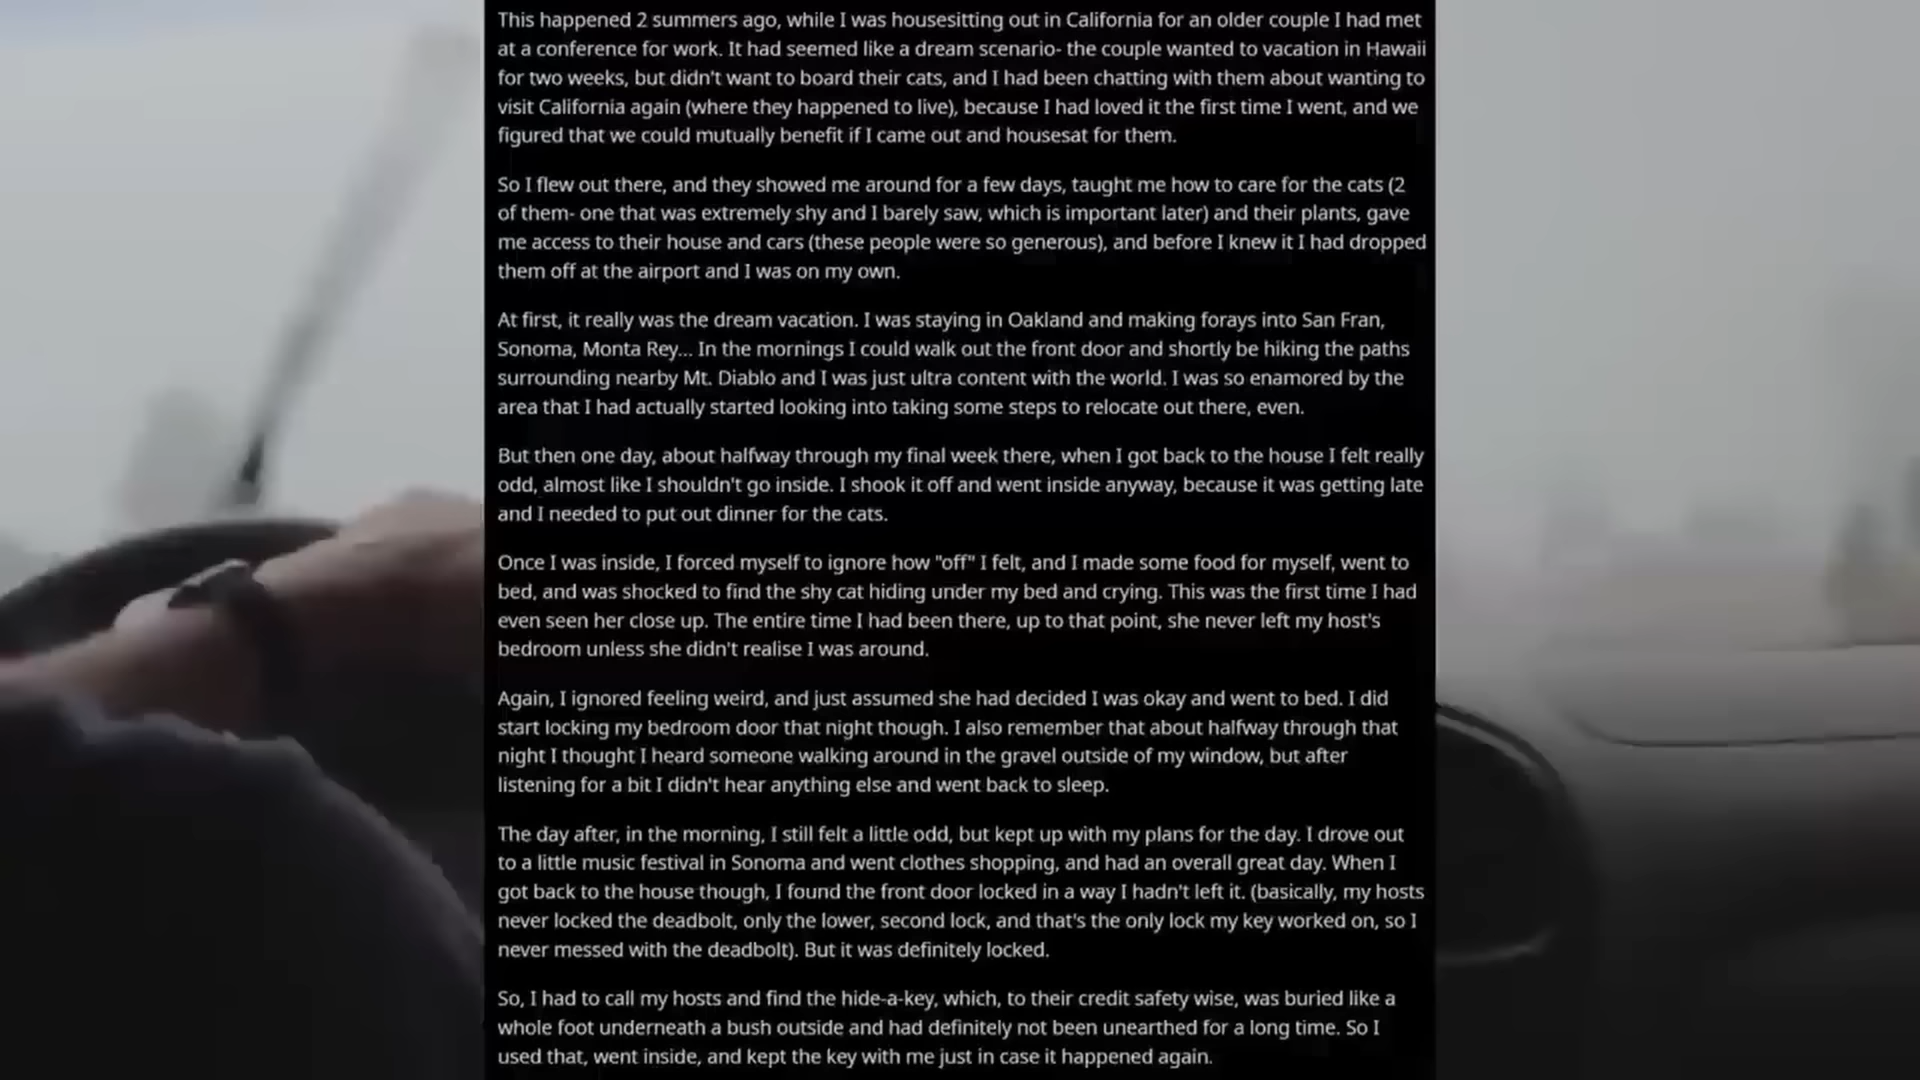 This happened 2 summers ago, while I was housesitting out in California for an older couple I had met
at a conference for work. It had seemed like a dream scenario- the couple wanted to vacation in Hawaii
for two weeks, but didn't want to board their cats, and I had been chatting with them about wanting to
visit California again (where they happened to live), because I had loved it the first time I went, and we
figured that we could mutually benefit if I came out and housesat for them.
So I flew out there, and they showed me around for a few days, taught me how to care for the cats (2
of them- one that was extremely shy and I barely saw, which is important later) and their plants, gave
me access to their house and cars (these people were so generous), and before I knew it I had dropped
them off at the airport and I was on my own.
At first, it really was the dream vacation. I was staying in Oakland and making forays into San Fran,
Sonoma, Monta Rey... In the mornings I could walk out the front door and shortly be hiking the paths
surrounding nearby Mt. Diablo and I was just ultra content with the world. I was so enamored by the
area that I had actually started looking into taking some steps to relocate out there, even.
But then one day, about halfway through my final week there, when I got back to the house I felt really
odd, almost like I shouldn't go inside. I shook it off and went inside anyway, because it was getting late
and I needed to put out dinner for the cats.
Once I was inside, I forced myself to ignore how "off" I felt, and I made some food for myself, went to
bed, and was shocked to find the shy cat hiding under my bed and crying. This was the first time I had
even seen her close up. The entire time I had been there, up to that point, she never left my host's
bedroom unless she didn't realise I was around.
Again, I ignored feeling weird, and just assumed she had decided I was okay and went to bed. I did
start locking my bedroom door that night though. I also remember that about halfway through that
night I thought I heard someone walking around in the gravel outside of my window, but after
listening for a bit I didn't hear anything else and went back to sleep.
The day after, in the morning, I still felt a little odd, but kept up with my plans for the day. I drove out
to a little music festival in Sonoma and went clothes shopping, and had an overall great day. When I
got back to the house though, I found the front door locked in a way I hadn't left it. (basically, my hosts
never locked the deadbolt, only the lower, second lock, and that's the only lock my key worked on, so I
never messed with the deadbolt). But it was definitely locked.
So, I had to call my hosts and find the hide-a-key, which, to their credit safety wise, was buried like a
whole foot underneath a bush outside and had definitely not been unearthed for a long time. So I
used that, went inside, and kept the key with me just in case it happened again.